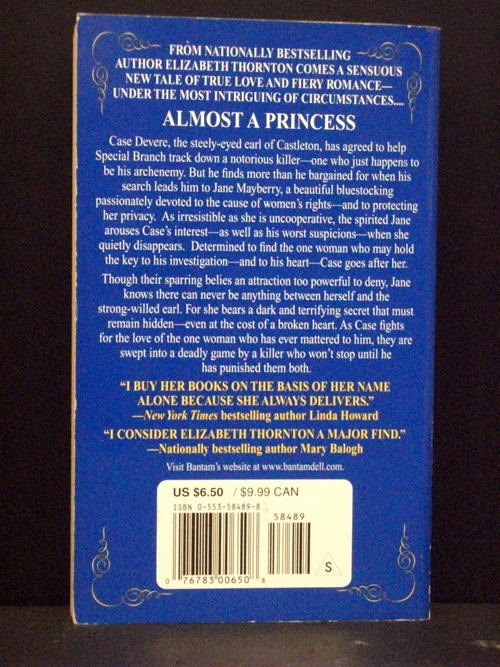 FROM NATIONALLY BESTSELLING
AUTHOR ELIZABETH THORNTON COMES A SENSUOUS
NEW TALE OF TRUE LOVE AND FIERY ROMANCE—
UNDER THE MOST INTRIGUING OF CIRCUMSTANCES....
ALMOST A PRINCESS
Case Devere, the steely-eyed earl of Castleton, has agreed to help
Special Branch track down a notorious killer—one who just happens to
be his archenemy. But he finds more than he bargained for when his
search leads him to Jane Mayberry, a beautiful bluestocking
passionately devoted to the cause of women's rights—and to protecting
her privacy. As irresistible as she is uncooperative, the spirited Jane
arouses Case's interest—as well as his worst suspicions—when she
quietly disappears. Determined to find the one woman who may hold
the key to his investigation—and to his heart—Case goes after her.
Though their sparring belies an attraction too powerful to deny, Jane
knows there can never be anything between herself and the
strong-willed earl. For she bears a dark and terrifying secret that must
remain hidden—even at the cost of a broken heart. As Case fights
for the love of the one woman who has ever mattered to him, they are
swept into a deadly game by a killer who won't stop until he
has punished them both.
"I BUY HER BOOKS ON THE BASIS OF HER NAME
ALONE BECAUSE SHE ALWAYS DELIVERS."
—New York Times bestselling author Linda Howard
"I CONSIDER ELIZABETH THORNTON A MAJOR FIND."
—Nationally bestselling author Mary Balogh
Visit Bantam's website at www.bantamdell.com.
US $6.50 / $9.99 CAN
ISBN 0-553-58489-8
58489
0 76783 00650 8
S